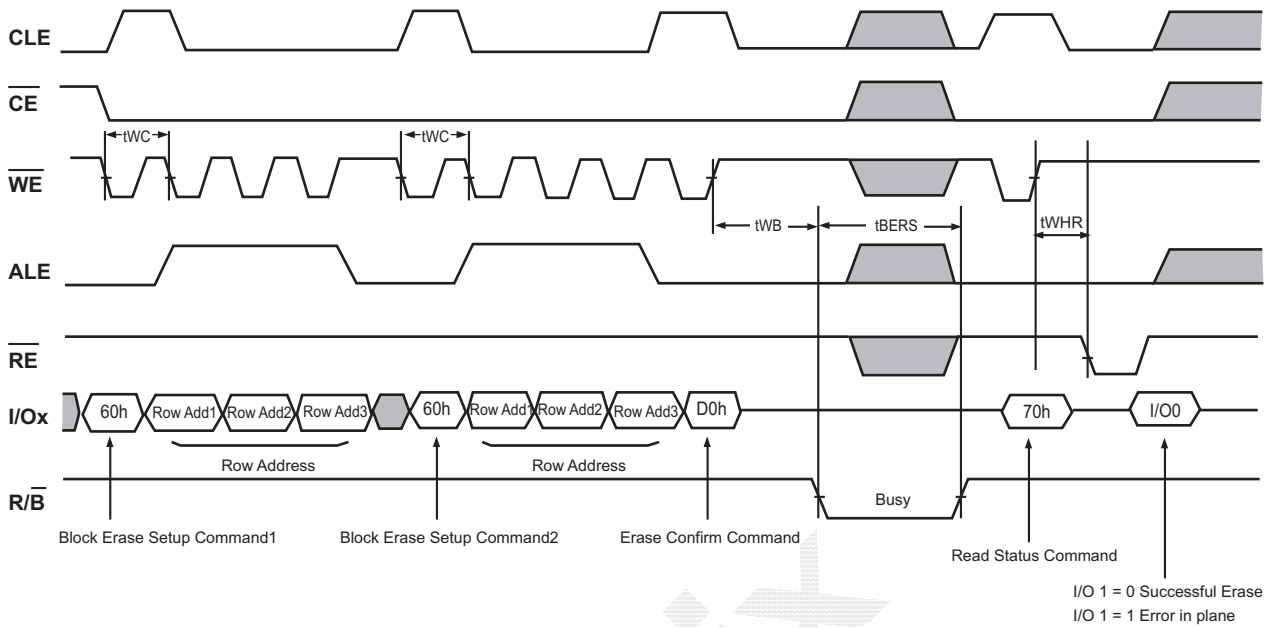 CLE
CE
tWC tWC
WE
tWHR
tWB tBERS
ALE
RE
I/Ox 60h Row Add1 Row Add2 Row Add3 60h Row Add1 Row Add2 Row Add3 D0h 70h I/O0
Row Address Row Address
R/B Busy
Block Erase Setup Command1 Block Erase Setup Command2 Erase Confirm Command
Read Status Command
I/O 1 = 0 Successful Erase
I/O 1 = 1 Error in plane